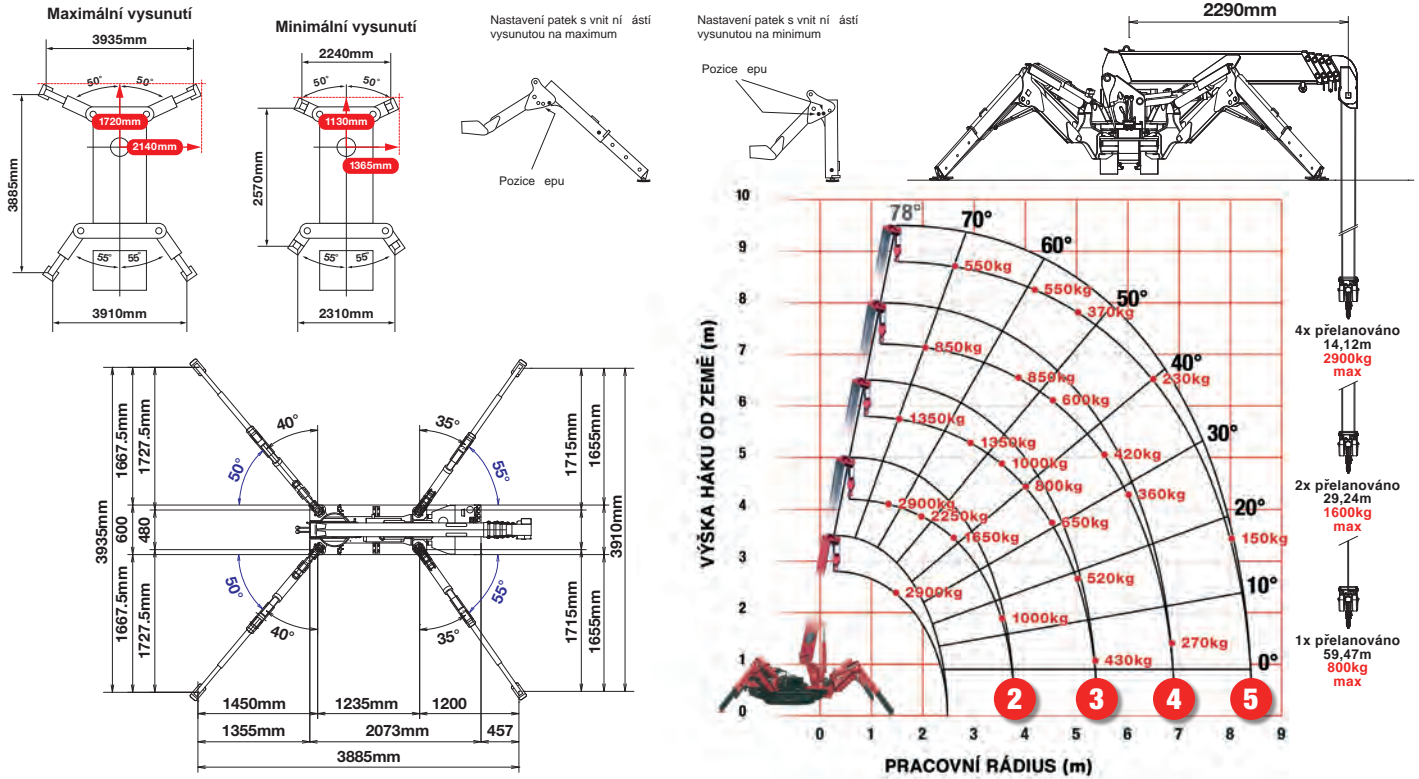 Maximální vysunutí
3935mm
50° 50°
1720mm
2140mm
3885mm
55° 55°
3910mm
Minimální vysunutí
2240mm
50° 50°
1130mm
1365mm
2570mm
55° 55°
2310mm
Nastavení patek s vnit ní ástí
vysunutou na maximum
Pozice epu
Nastavení patek s vnit ní ástí
vysunutou na minimum
Pozice epu
2290mm
4x přelanováno
14,12m
2900kg
max
2x přelanováno
29,24m
1600kg
max
1x přelanováno
59,47m
800kg
max
3935mm
1667.5mm
600
1667.5mm
1727.5mm
480
1727.5mm
40°
50°
35°
55°
50°
40°
55°
35°
1715mm
1715mm
1655mm
1655mm
3910mm
1450mm 1235mm 1200
1355mm 2073mm 457
3885mm
VÝŠKA HÁKU OD ZEMĚ (m)
10
9
8
7
6
5
4
3
2
1
0
78°
70°
60°
50°
40°
30°
20°
10°
0°
550kg
550kg
370kg
230kg
150kg
850kg
850kg
600kg
420kg
360kg
270kg
1350kg
1350kg
1000kg
800kg
650kg
520kg
430kg
2900kg
2250kg
1650kg
1000kg
2900kg
2 3 4 5
0 1 2 3 4 5 6 7 8 9
PRACOVNÍ RÁDIUS (m)